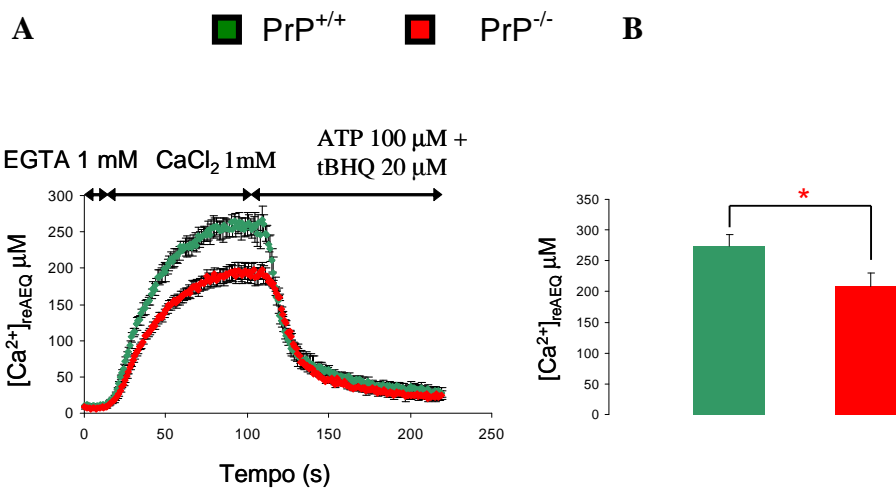 A PrP+/+ PrP-/- B
ATP 100 μM +
EGTA 1 mM CaCl2 1mM tBHQ 20 μM
[Ca2+]reAEQ μM
300
250
200
150
100
50
0
0 50 100 150 200 250
Tempo (s)
[Ca2+]reAEQ μM
350
300
250
200
150
100
50
0
*